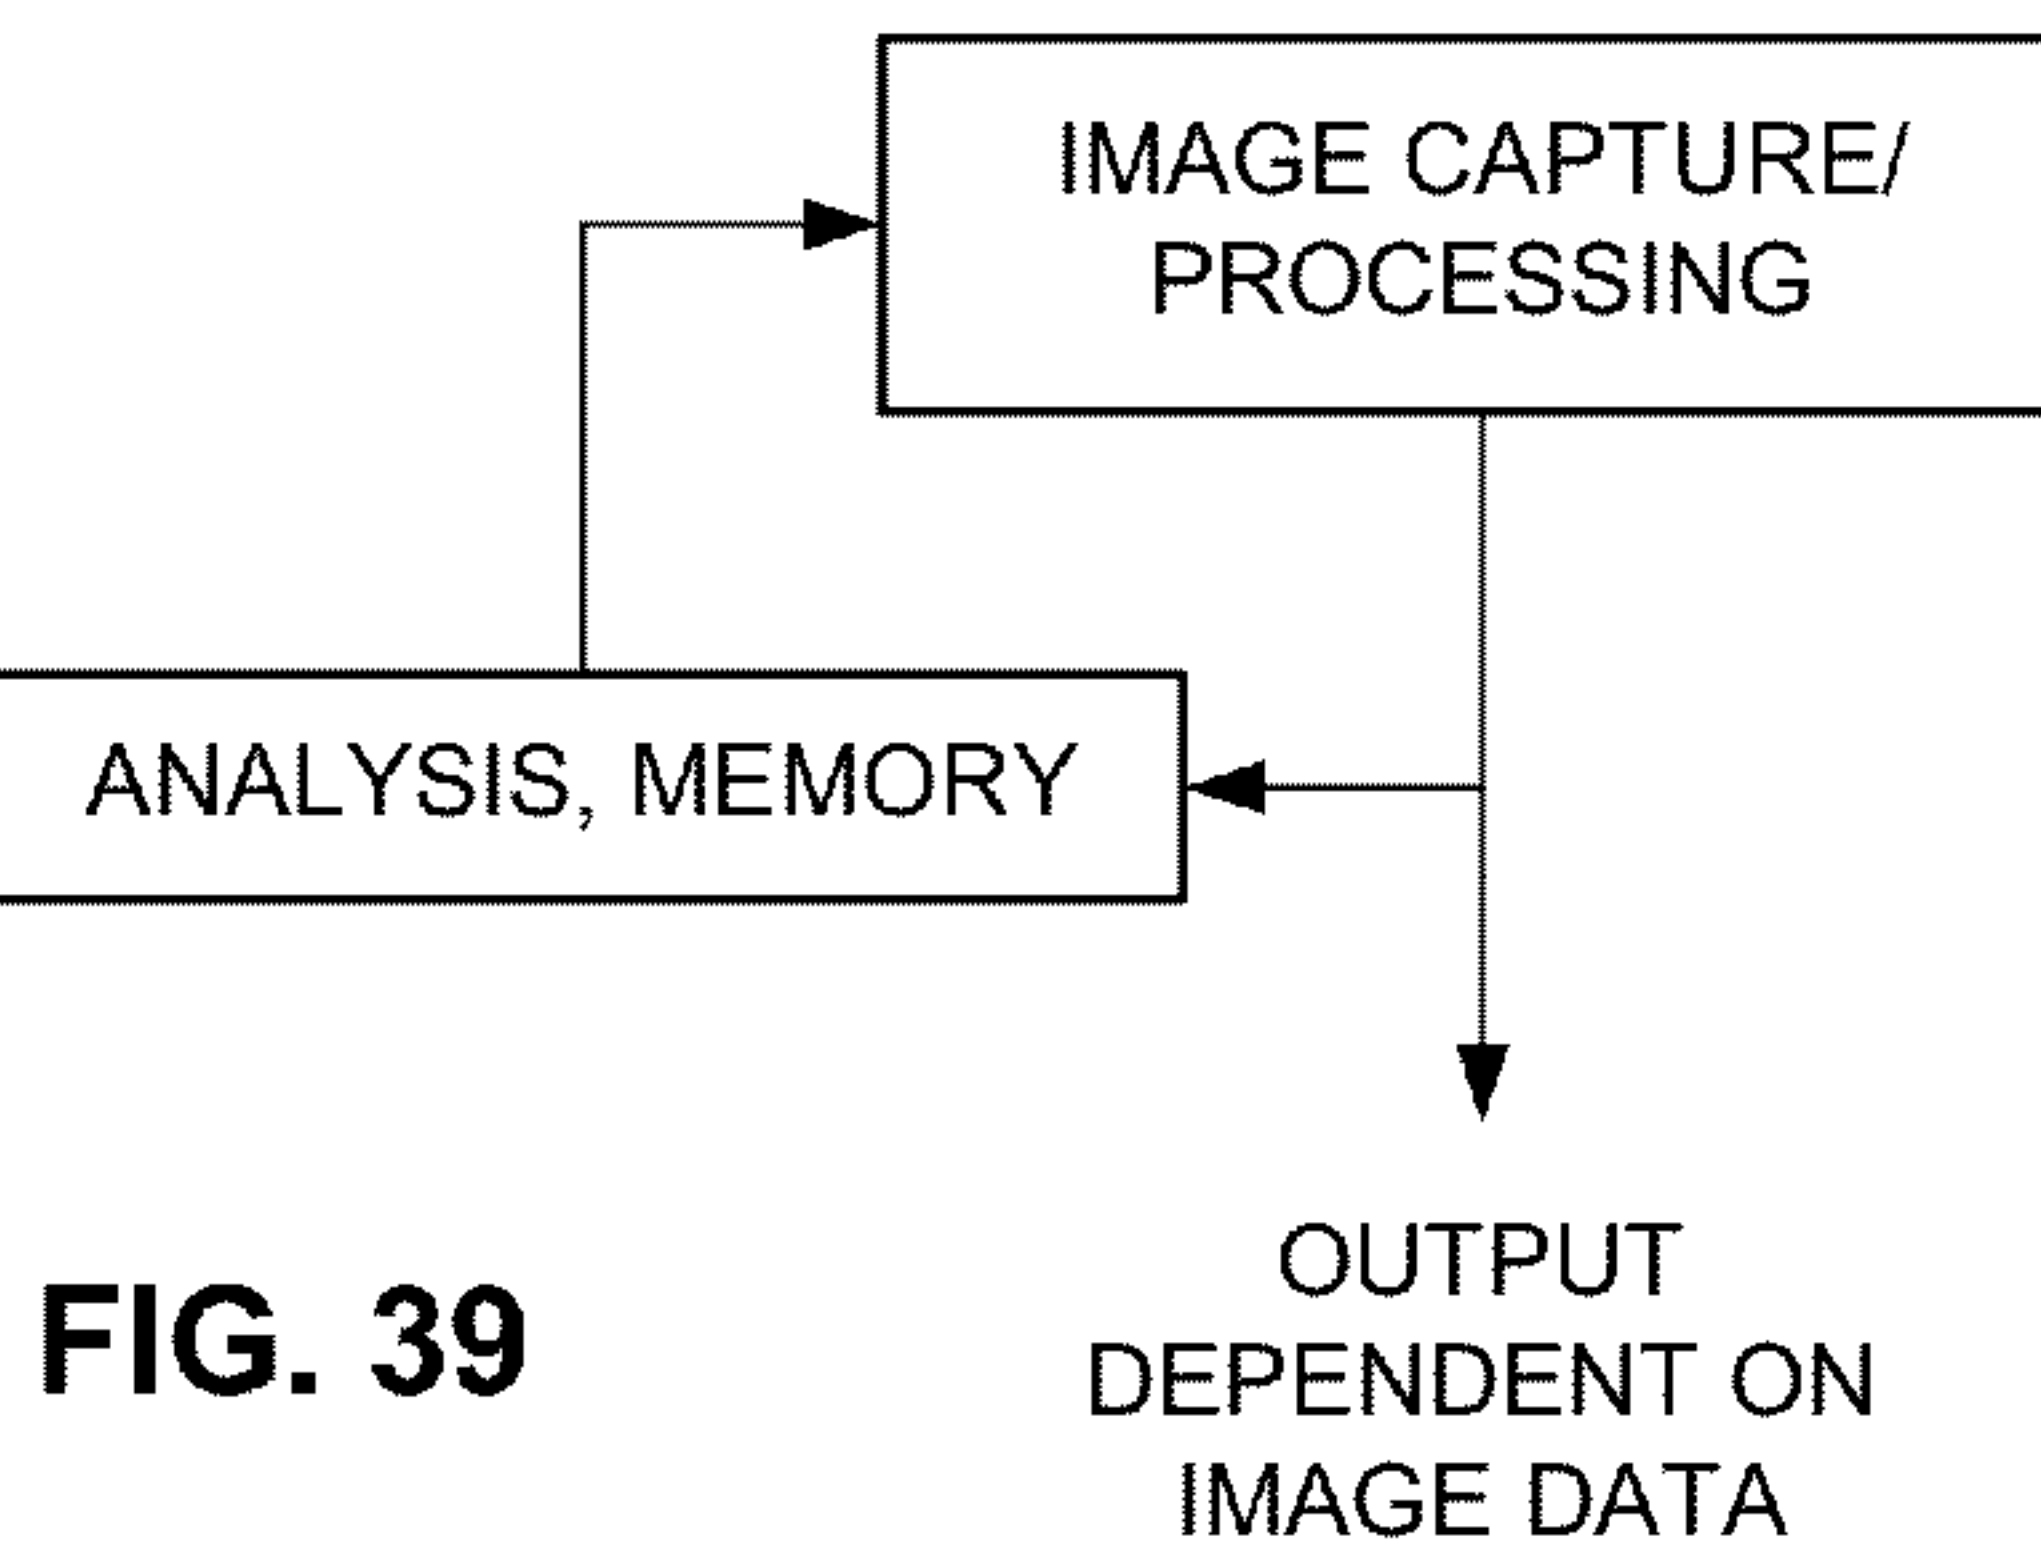 IMAGE CAPTURE/
PROCESSING
ANALYSIS, MEMORY
OUTPUT
DEPENDENT ON
IMAGE DATA
FIG. 39